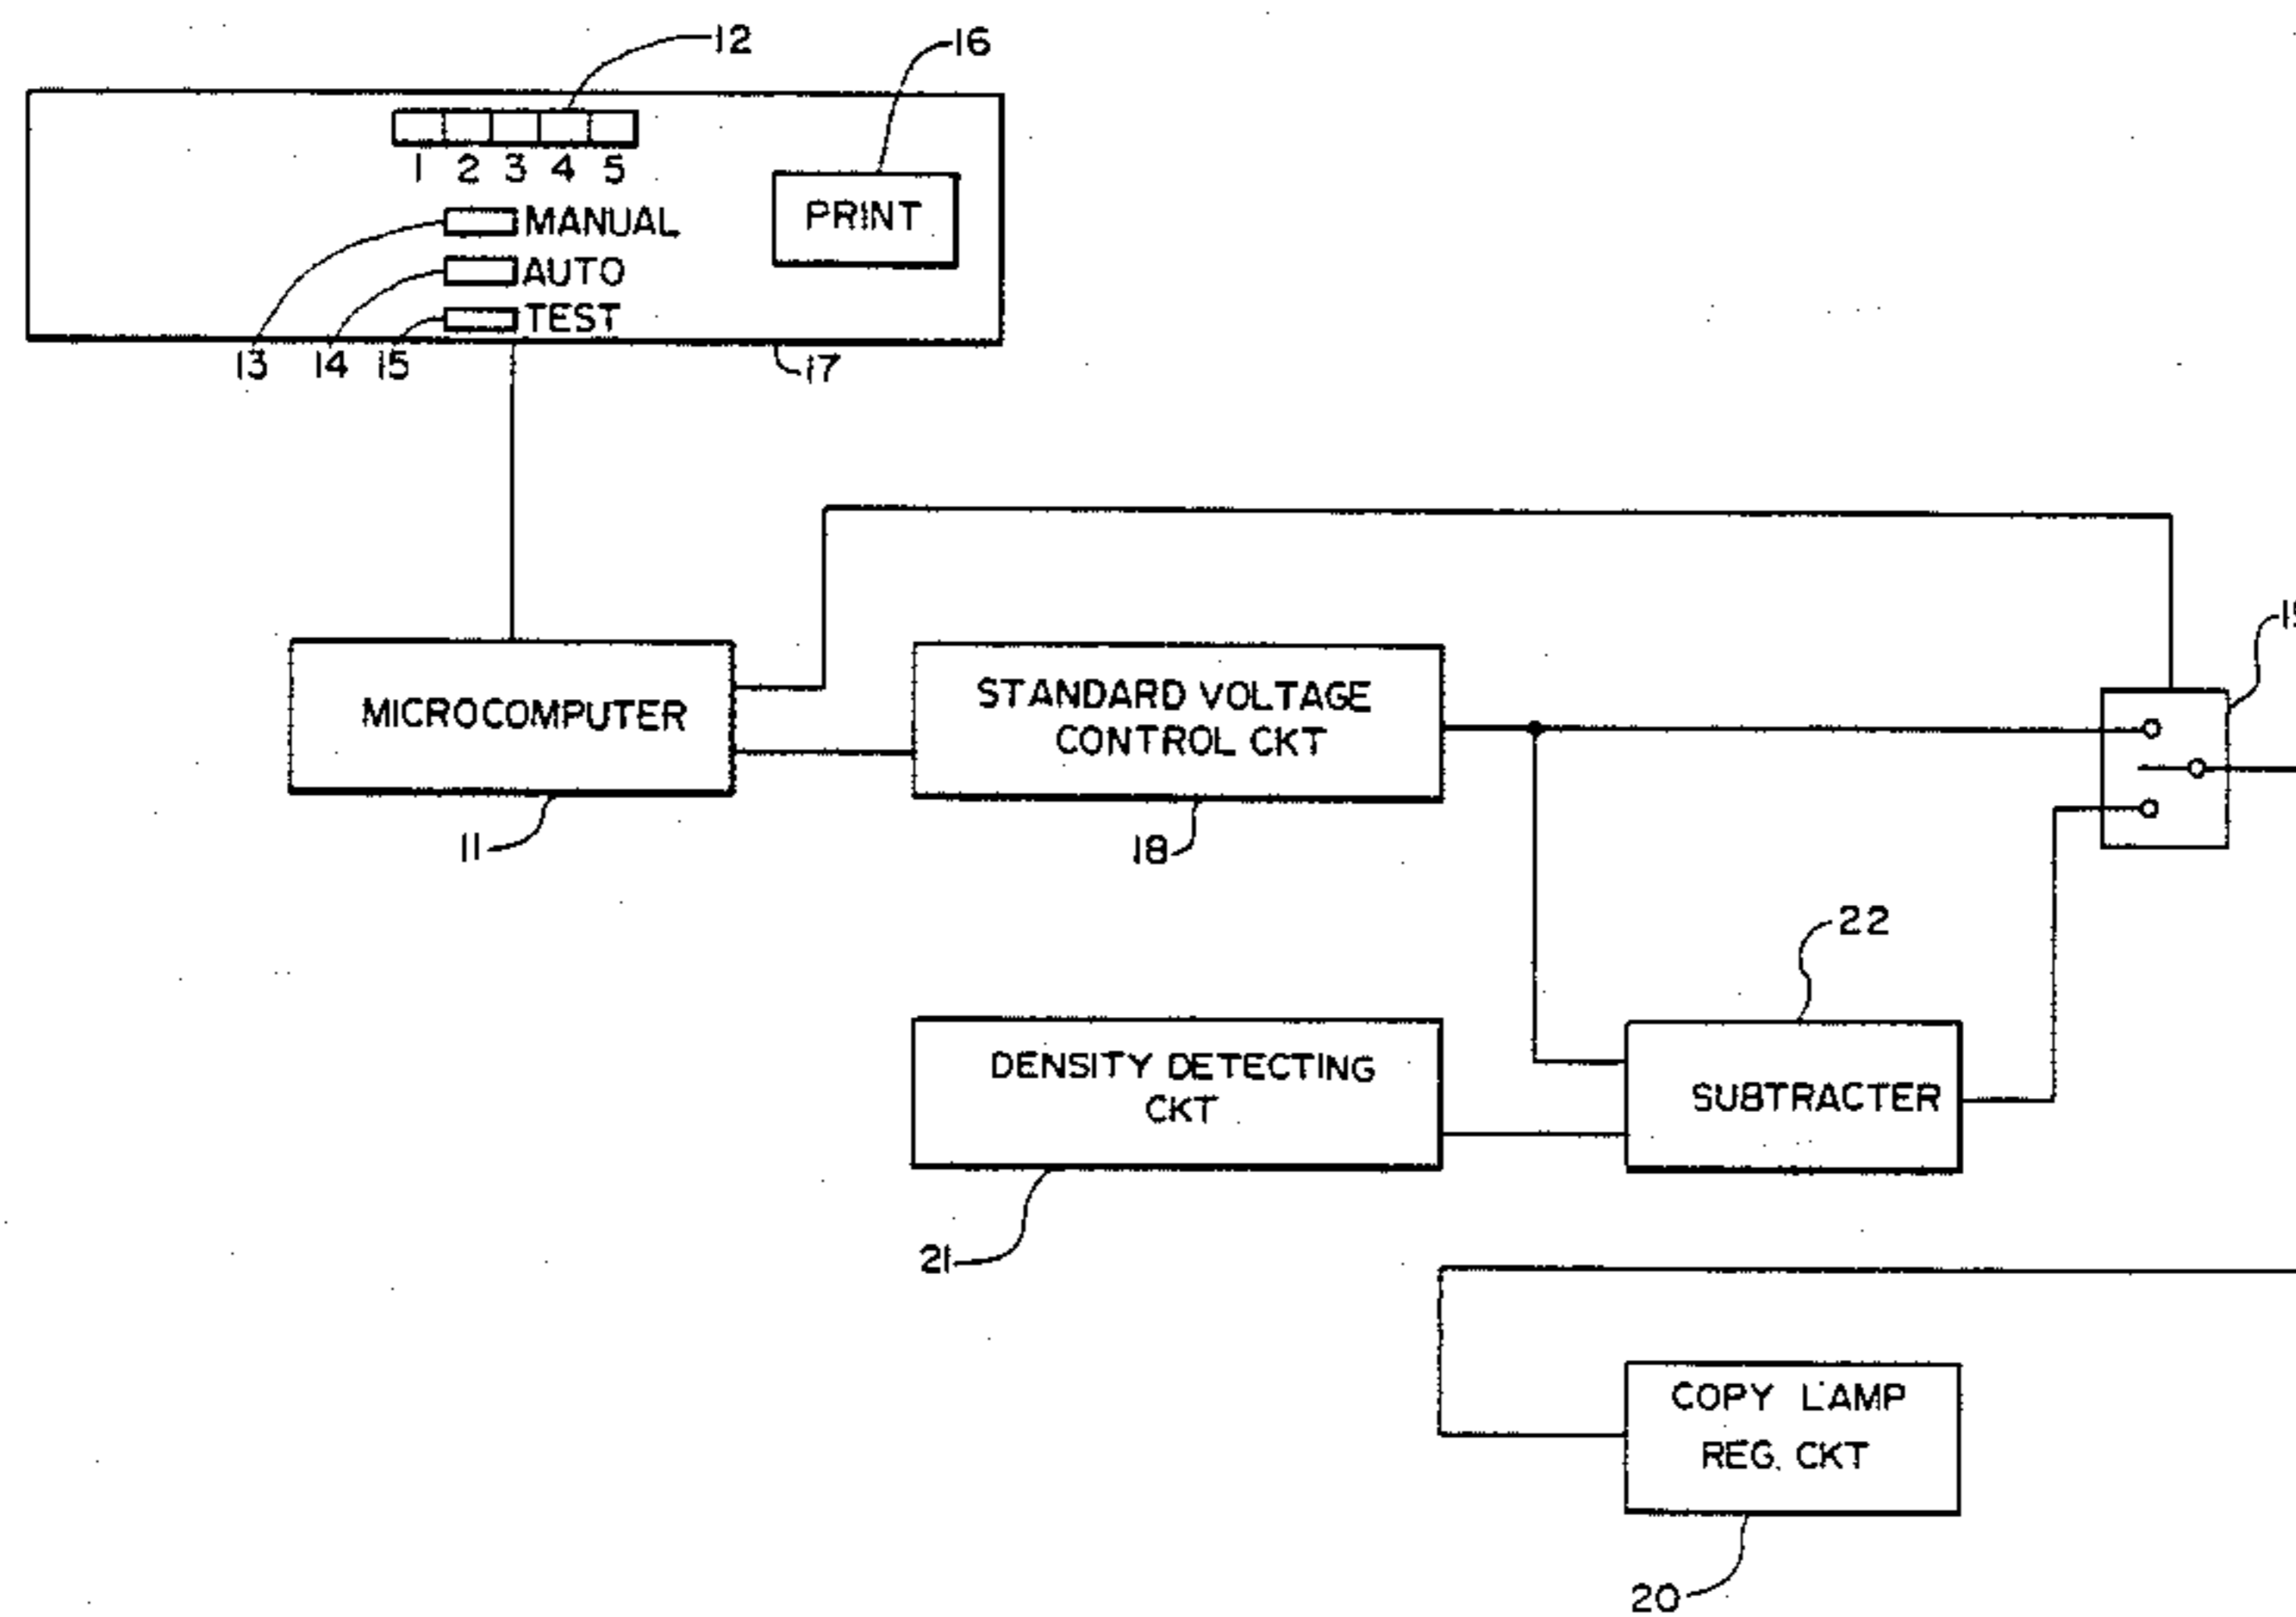 12
16
1 2 3 4 5
MANUAL
PRINT
AUTO
TEST
13 14 15
17
MICROCOMPUTER
STANDARD VOLTAGE
CONTROL CKT
11
18
22
DENSITY DETECTING
CKT
SUBTRACTER
21
COPY LAMP
REG. CKT
20